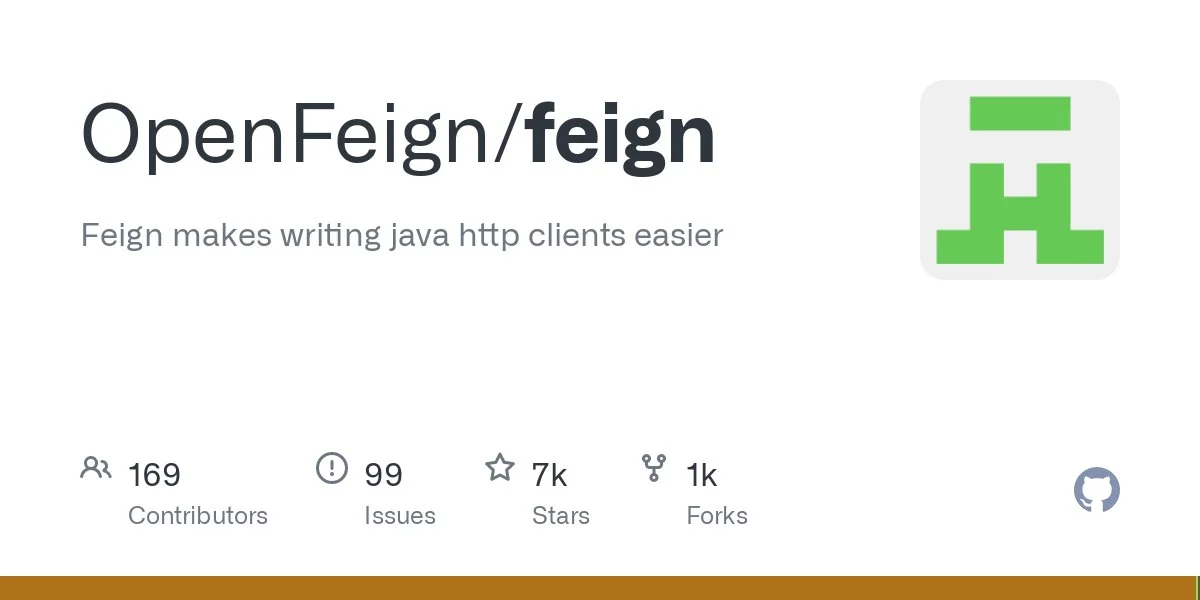 OpenFeign/feign
Feign makes writing java http clients easier
169 99 7k 1k
Contributors Issues Stars Forks